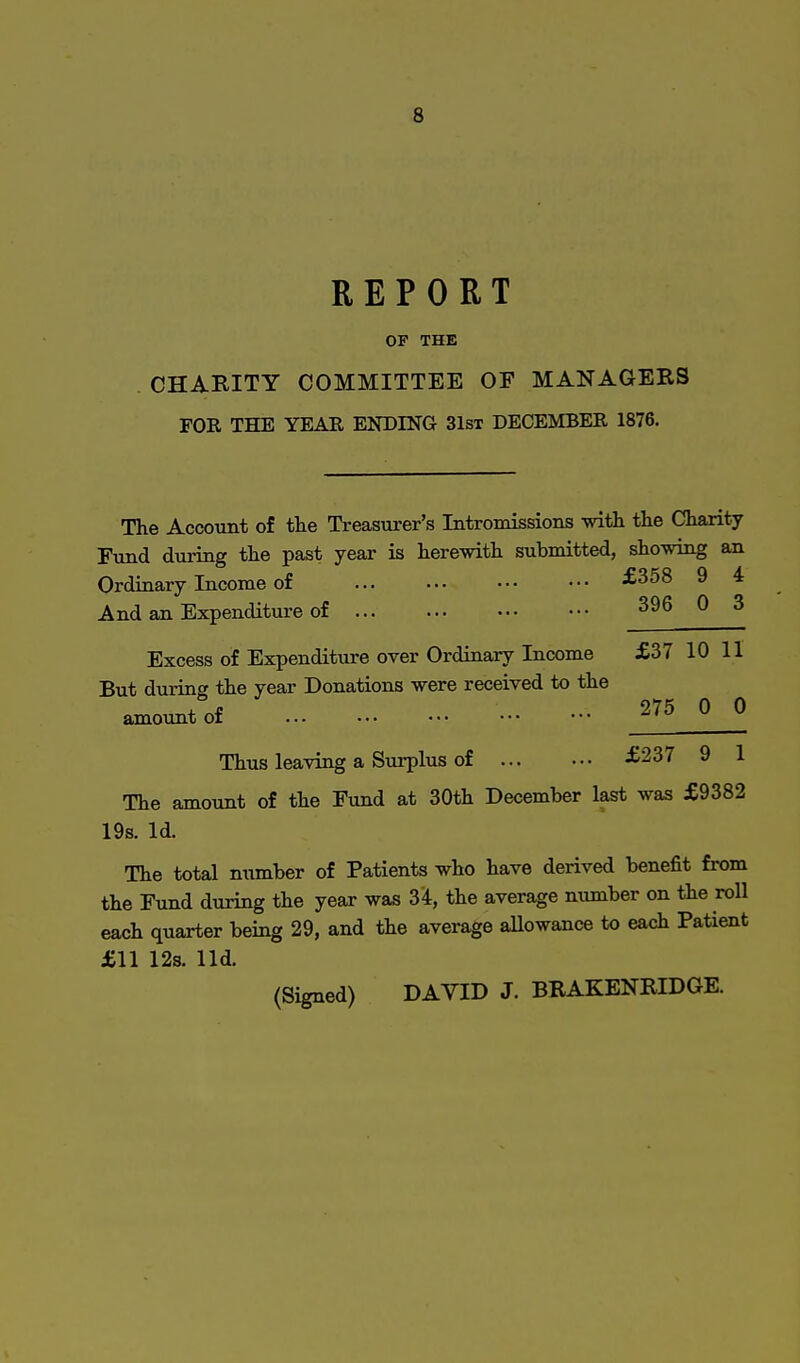 8
REPORT
OF THE
CHARITY COMMITTEE OF MANAGERS
FOR THE YEAR ENDING 31ST DECEMBER 1876.
The Account of the Treasurer's Intromissions with the Charity
Fund during the past year is herewith submitted, showing an
Ordinary Income of ... ... ... ... £358 9 4
And an Expenditure of ... ... ... ... 396 0 3
Excess of Expenditure over Ordinary Income £37 10 11
But during the year Donations were received to the
amount of ... ... ... ... ... 275 0 0
Thus leaving a Surplus of ... ... £237 9 1
The amount of the Fund at 30th December last was £9382
19s. 1d.
The total number of Patients who have derived benefit from
the Fund during the year was 34, the average number on the roll
each quarter being 29, and the average allowance to each Patient
£11 12s. 11d.
(Signed) DAVID J. BRAKENRIDGE.